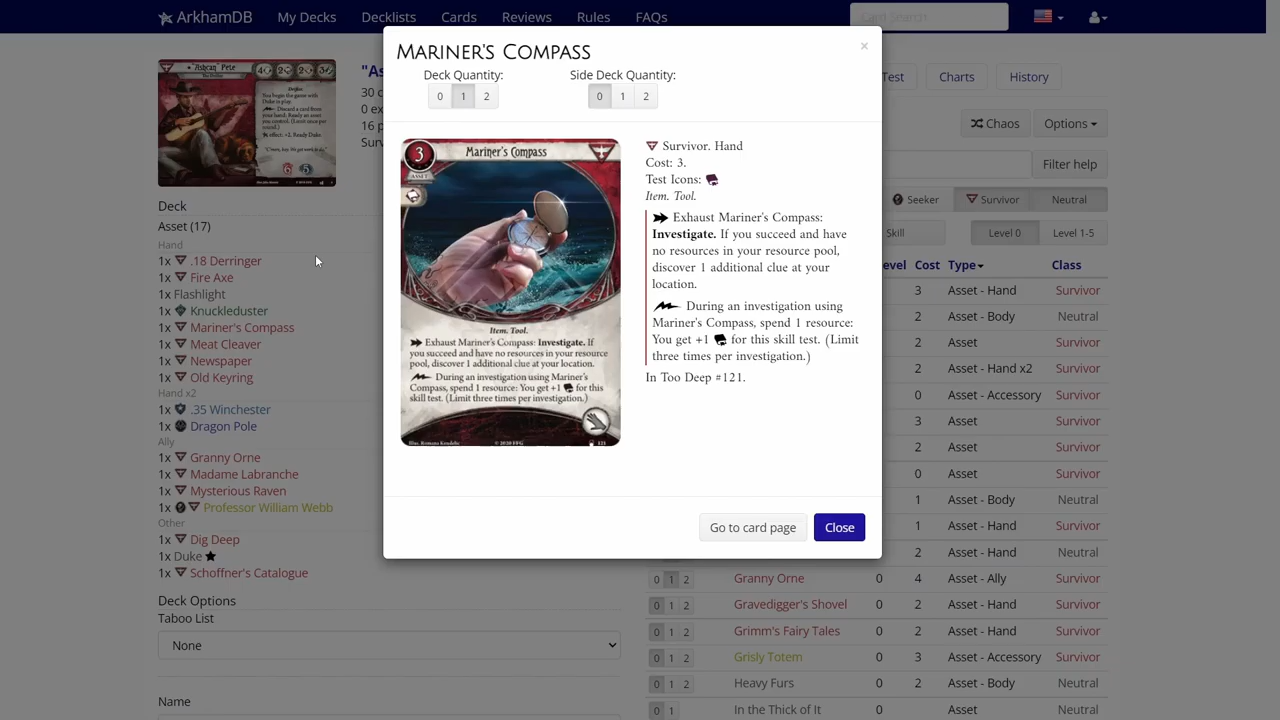 ArkhamDB
My Decks
Decklists
Cards
Reviews
Rules
FAQs
Card Search
MARINER'S COMPASS
×
Deck Quantity:
0 1 2
Side Deck Quantity:
0 1 2
"Ashcan" Pete
"As
30 c
0 ex
16 p
Surv
Test
Charts
History
Chaos
Options
Filter help
Seeker
Survivor
Neutral
Skill
Level 0
Level 1-5
3
Mariner's Compass
ASSET
Item. Tool.
Exhaust Mariner's Compass: Investigate. If
you succeed and have no resources in your resource
pool, discover 1 additional clue at your location.
During an investigation using Mariner's
Compass, spend 1 resource: You get +1 for this
skill test. (Limit three times per investigation.)
© 2020 FFG
121
Survivor. Hand
Cost: 3.
Test Icons:
Item. Tool.
Exhaust Mariner's Compass:
Investigate. If you succeed and have
no resources in your resource pool,
discover 1 additional clue at your
location.
During an investigation using
Mariner's Compass, spend 1 resource:
You get +1 for this skill test. (Limit
three times per investigation.)
In Too Deep #121.
Go to card page
Close
Deck
Asset (17)
Hand
1x .18 Derringer
1x Fire Axe
1x Flashlight
1x Knuckleduster
1x Mariner's Compass
1x Meat Cleaver
1x Newspaper
1x Old Keyring
Hand x2
1x .35 Winchester
1x Dragon Pole
Ally
1x Granny Orne
1x Madame Labranche
1x Mysterious Raven
1x Professor William Webb
Other
1x Dig Deep
1x Duke
1x Schoffner's Catalogue
Deck Options
Taboo List
None
Name
evel Cost Type Class
3 Asset - Hand Survivor
2 Asset - Body Neutral
2 Asset Survivor
2 Asset - Hand x2 Survivor
0 Asset - Accessory Survivor
3 Asset Survivor
2 Asset Survivor
0 Asset Survivor
1 Asset - Body Neutral
1 Asset - Hand Survivor
2 Asset - Hand Neutral
0 1 2 Granny Orne 0 4 Asset - Ally Survivor
0 1 2 Gravedigger's Shovel 0 2 Asset - Hand Survivor
0 1 2 Grimm's Fairy Tales 0 2 Asset - Hand Survivor
0 1 2 Grisly Totem 0 3 Asset - Accessory Survivor
0 1 2 Heavy Furs 0 2 Asset - Body Neutral
0 1 In the Thick of It 0 Asset Neutral